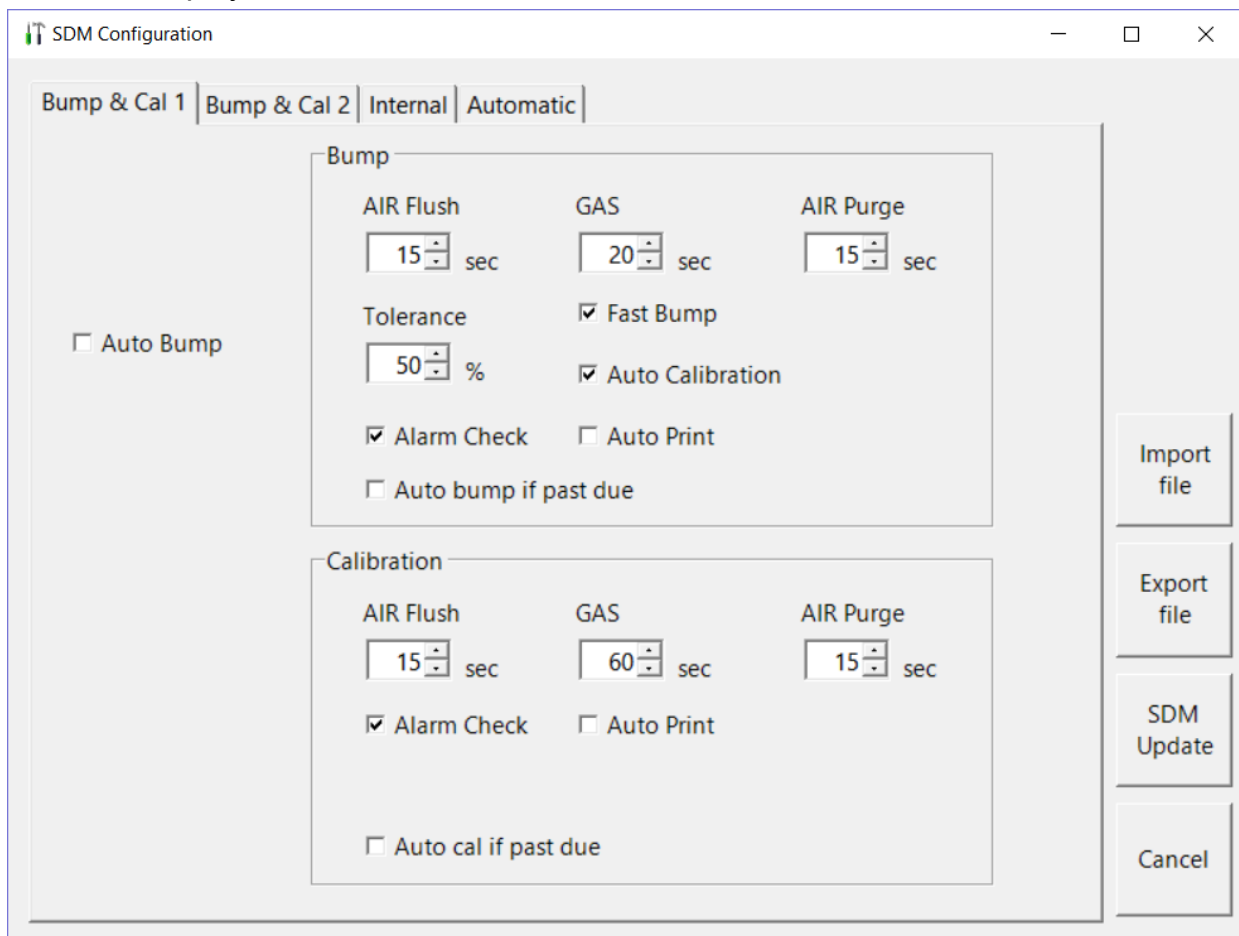 SDM Configuration
Bump & Cal 1 Bump & Cal 2 Internal Automatic
Bump
AIR Flush GAS AIR Purge
15 sec 20 sec 15 sec
Tolerance Fast Bump
Auto Bump
50 % Auto Calibration
Alarm Check Auto Print
Auto bump if past due
Calibration
AIR Flush GAS AIR Purge
15 sec 60 sec 15 sec
Alarm Check Auto Print
Auto cal if past due
Import
file
Export
file
SDM
Update
Cancel